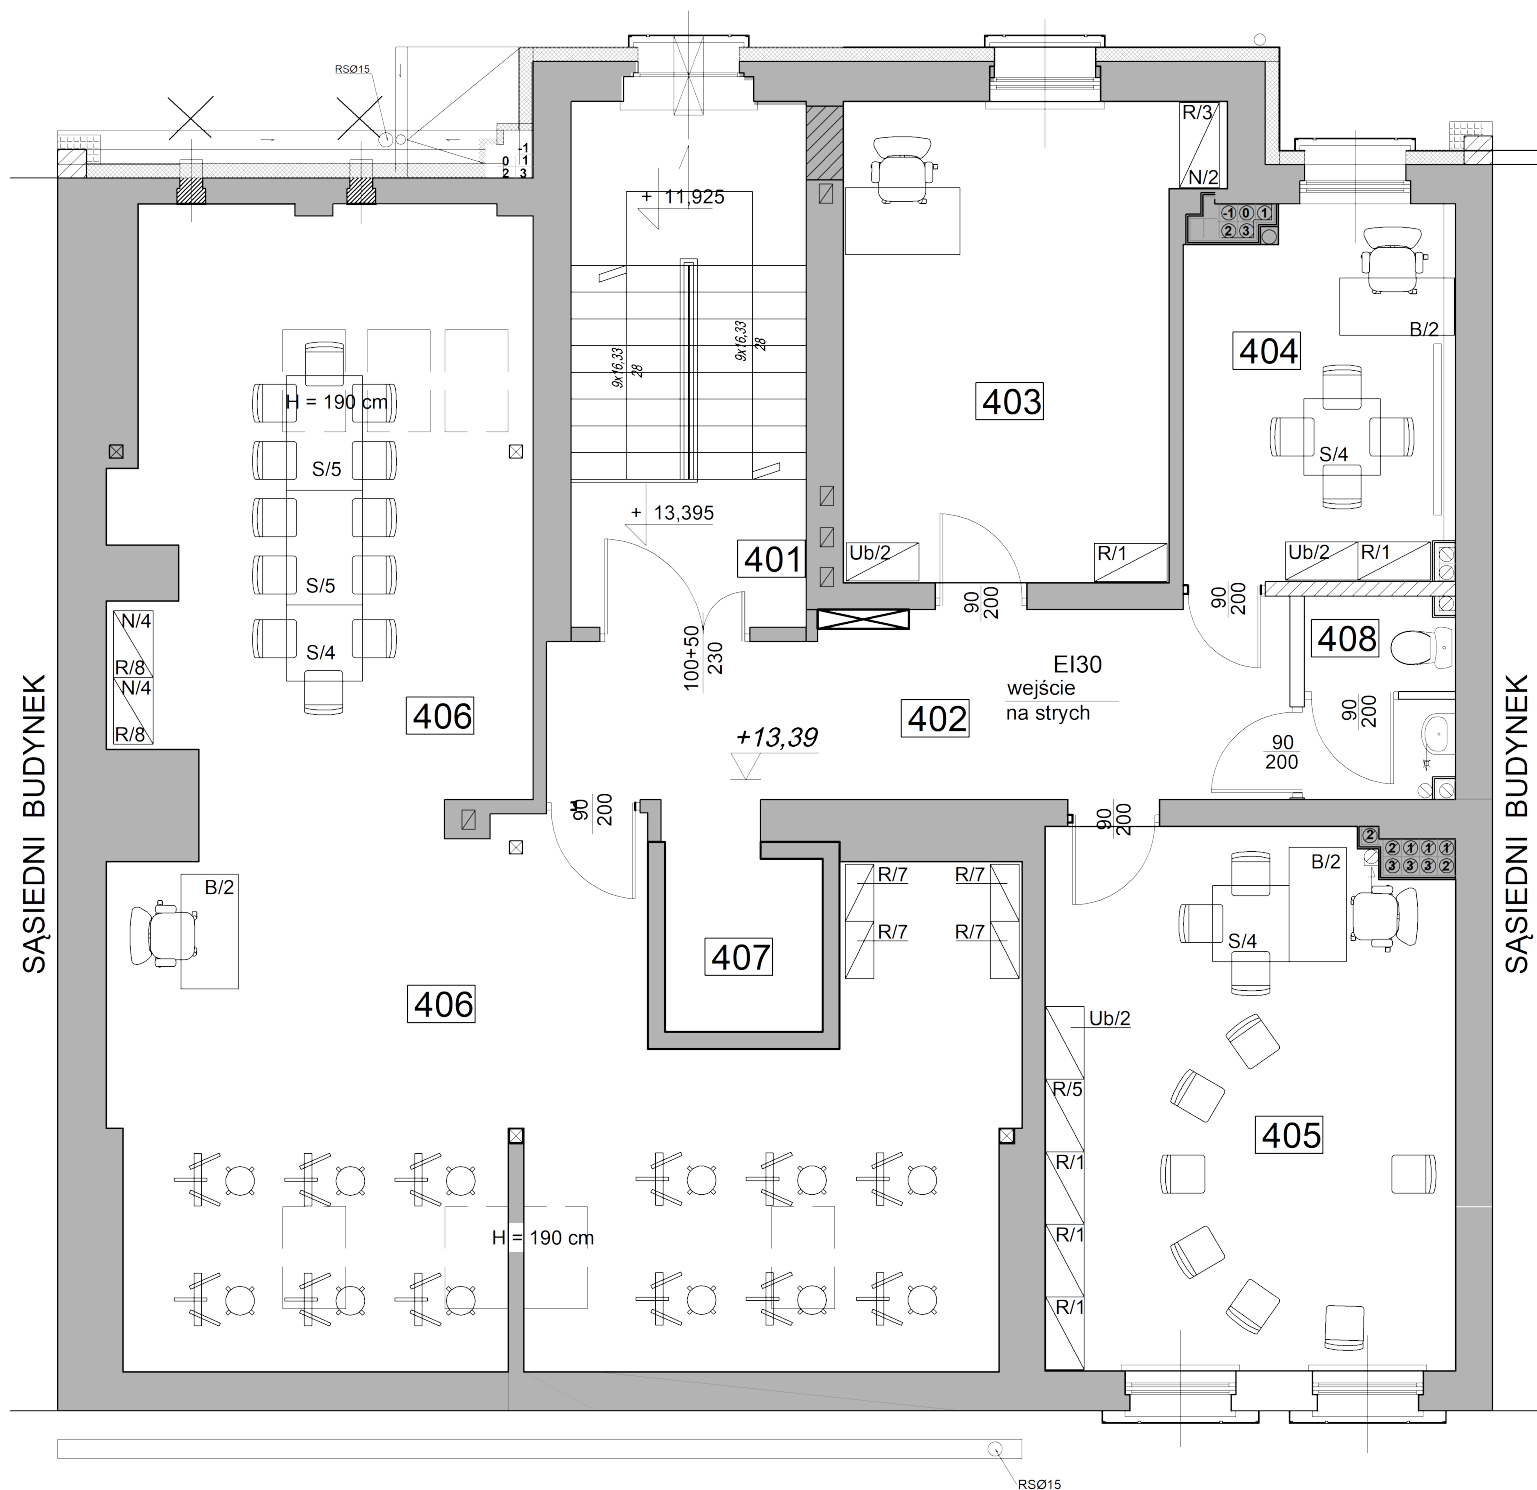 RSØ15
-1
0 1
2 3
+ 11,925
R/3
N/2
-1 0 1
2 3
B/2
404
9x16,33
28
9x16,33
28
403
H = 190 cm
S/4
S/5
+ 13,395
401
Ub/2
R/1
Ub/2
R/1
S/5
90
200
90
200
N/4
R/8
N/4
R/8
S/4
408
100+50
230
EI30
wejście
na strych
406
402
90
200
+13,39
90
200
SĄSIEDNI BUDYNEK
SĄSIEDNI BUDYNEK
90
200
90
200
2
2 1 1 1
3 3 3 2
B/2
R/7
R/7
B/2
R/7
R/7
S/4
407
406
Ub/2
R/5
405
R/1
H = 190 cm
R/1
R/1
RSØ15